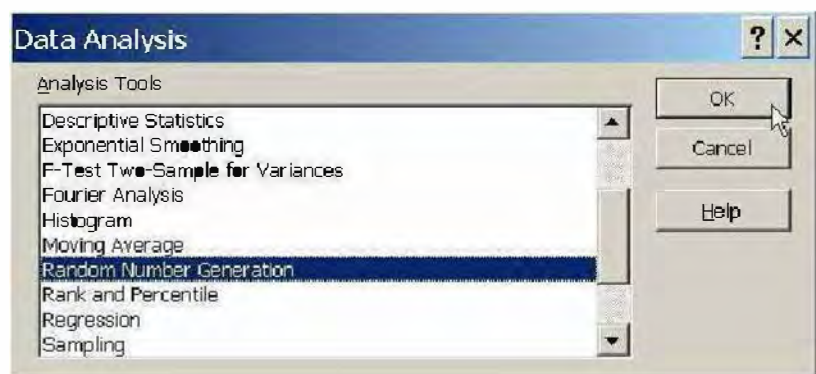 Data Analysis
? ×
Analysis Tools
Descriptive Statistics
Exponential Smoothing
F-Test Two-Sample for Variances
Fourier Analysis
Histogram
Moving Average
Random Number Generation
Rank and Percentile
Regression
Sampling
OK
Cancel
Help